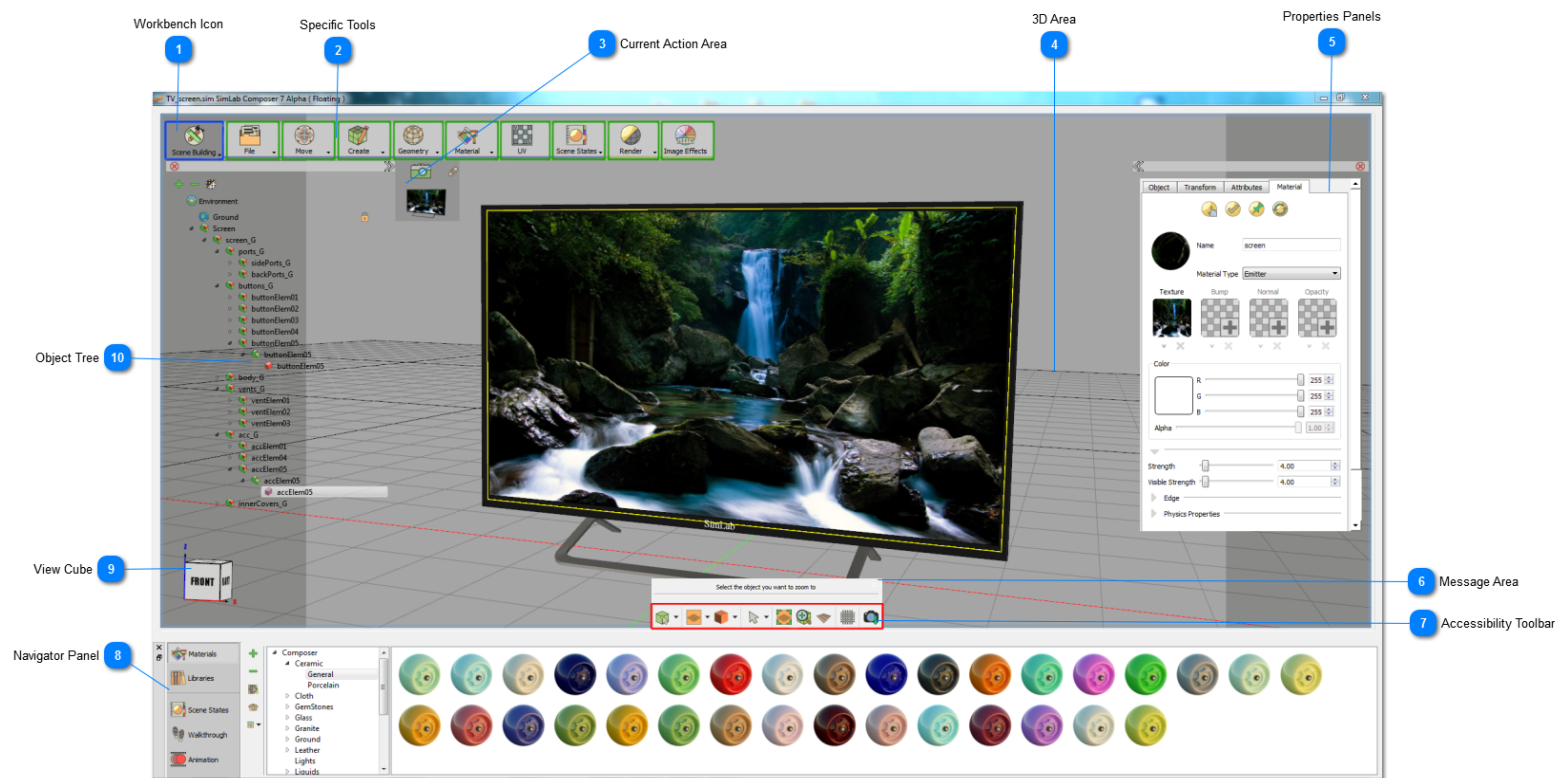 Workbench Icon
1
Specific Tools
2
3 Current Action Area
3D Area
4
Properties Panels
5
TV_screen.sim SimLab Composer 7 Alpha ( Floating )
Scene Building File Move Create Geometry Material UV Scene States Render Image Effects
Environment
Ground
Screen
screen_G
ports_G
sidePorts_G
backPorts_G
buttons_G
buttonElem01
buttonElem02
buttonElem03
buttonElem04
buttonElem05
buttonElem05
buttonElem05
body_G
vents_G
ventElem01
ventElem02
ventElem03
acc_G
accElem01
accElem04
accElem05
accElem05
accElem05
innerCovers_G
Object Tree 10
View Cube 9
Z
FRONT
X
SimLab
Object Transform Attributes Material
Name screen
Material Type Emitter
Texture Bump Normal Opacity
Color
R 255
G 255
B 255
Alpha 1.00
Strength 4.00
Visible Strength 4.00
Edge
Physics Properties
Select the object you want to zoom to
6 Message Area
7 Accessibility Toolbar
Navigator Panel 8
Materials
Libraries
Scene States
Walkthrough
Animation
Composer
Ceramic
General
Porcelain
Cloth
GemStones
Glass
Granite
Ground
Leather
Lights
Liquids